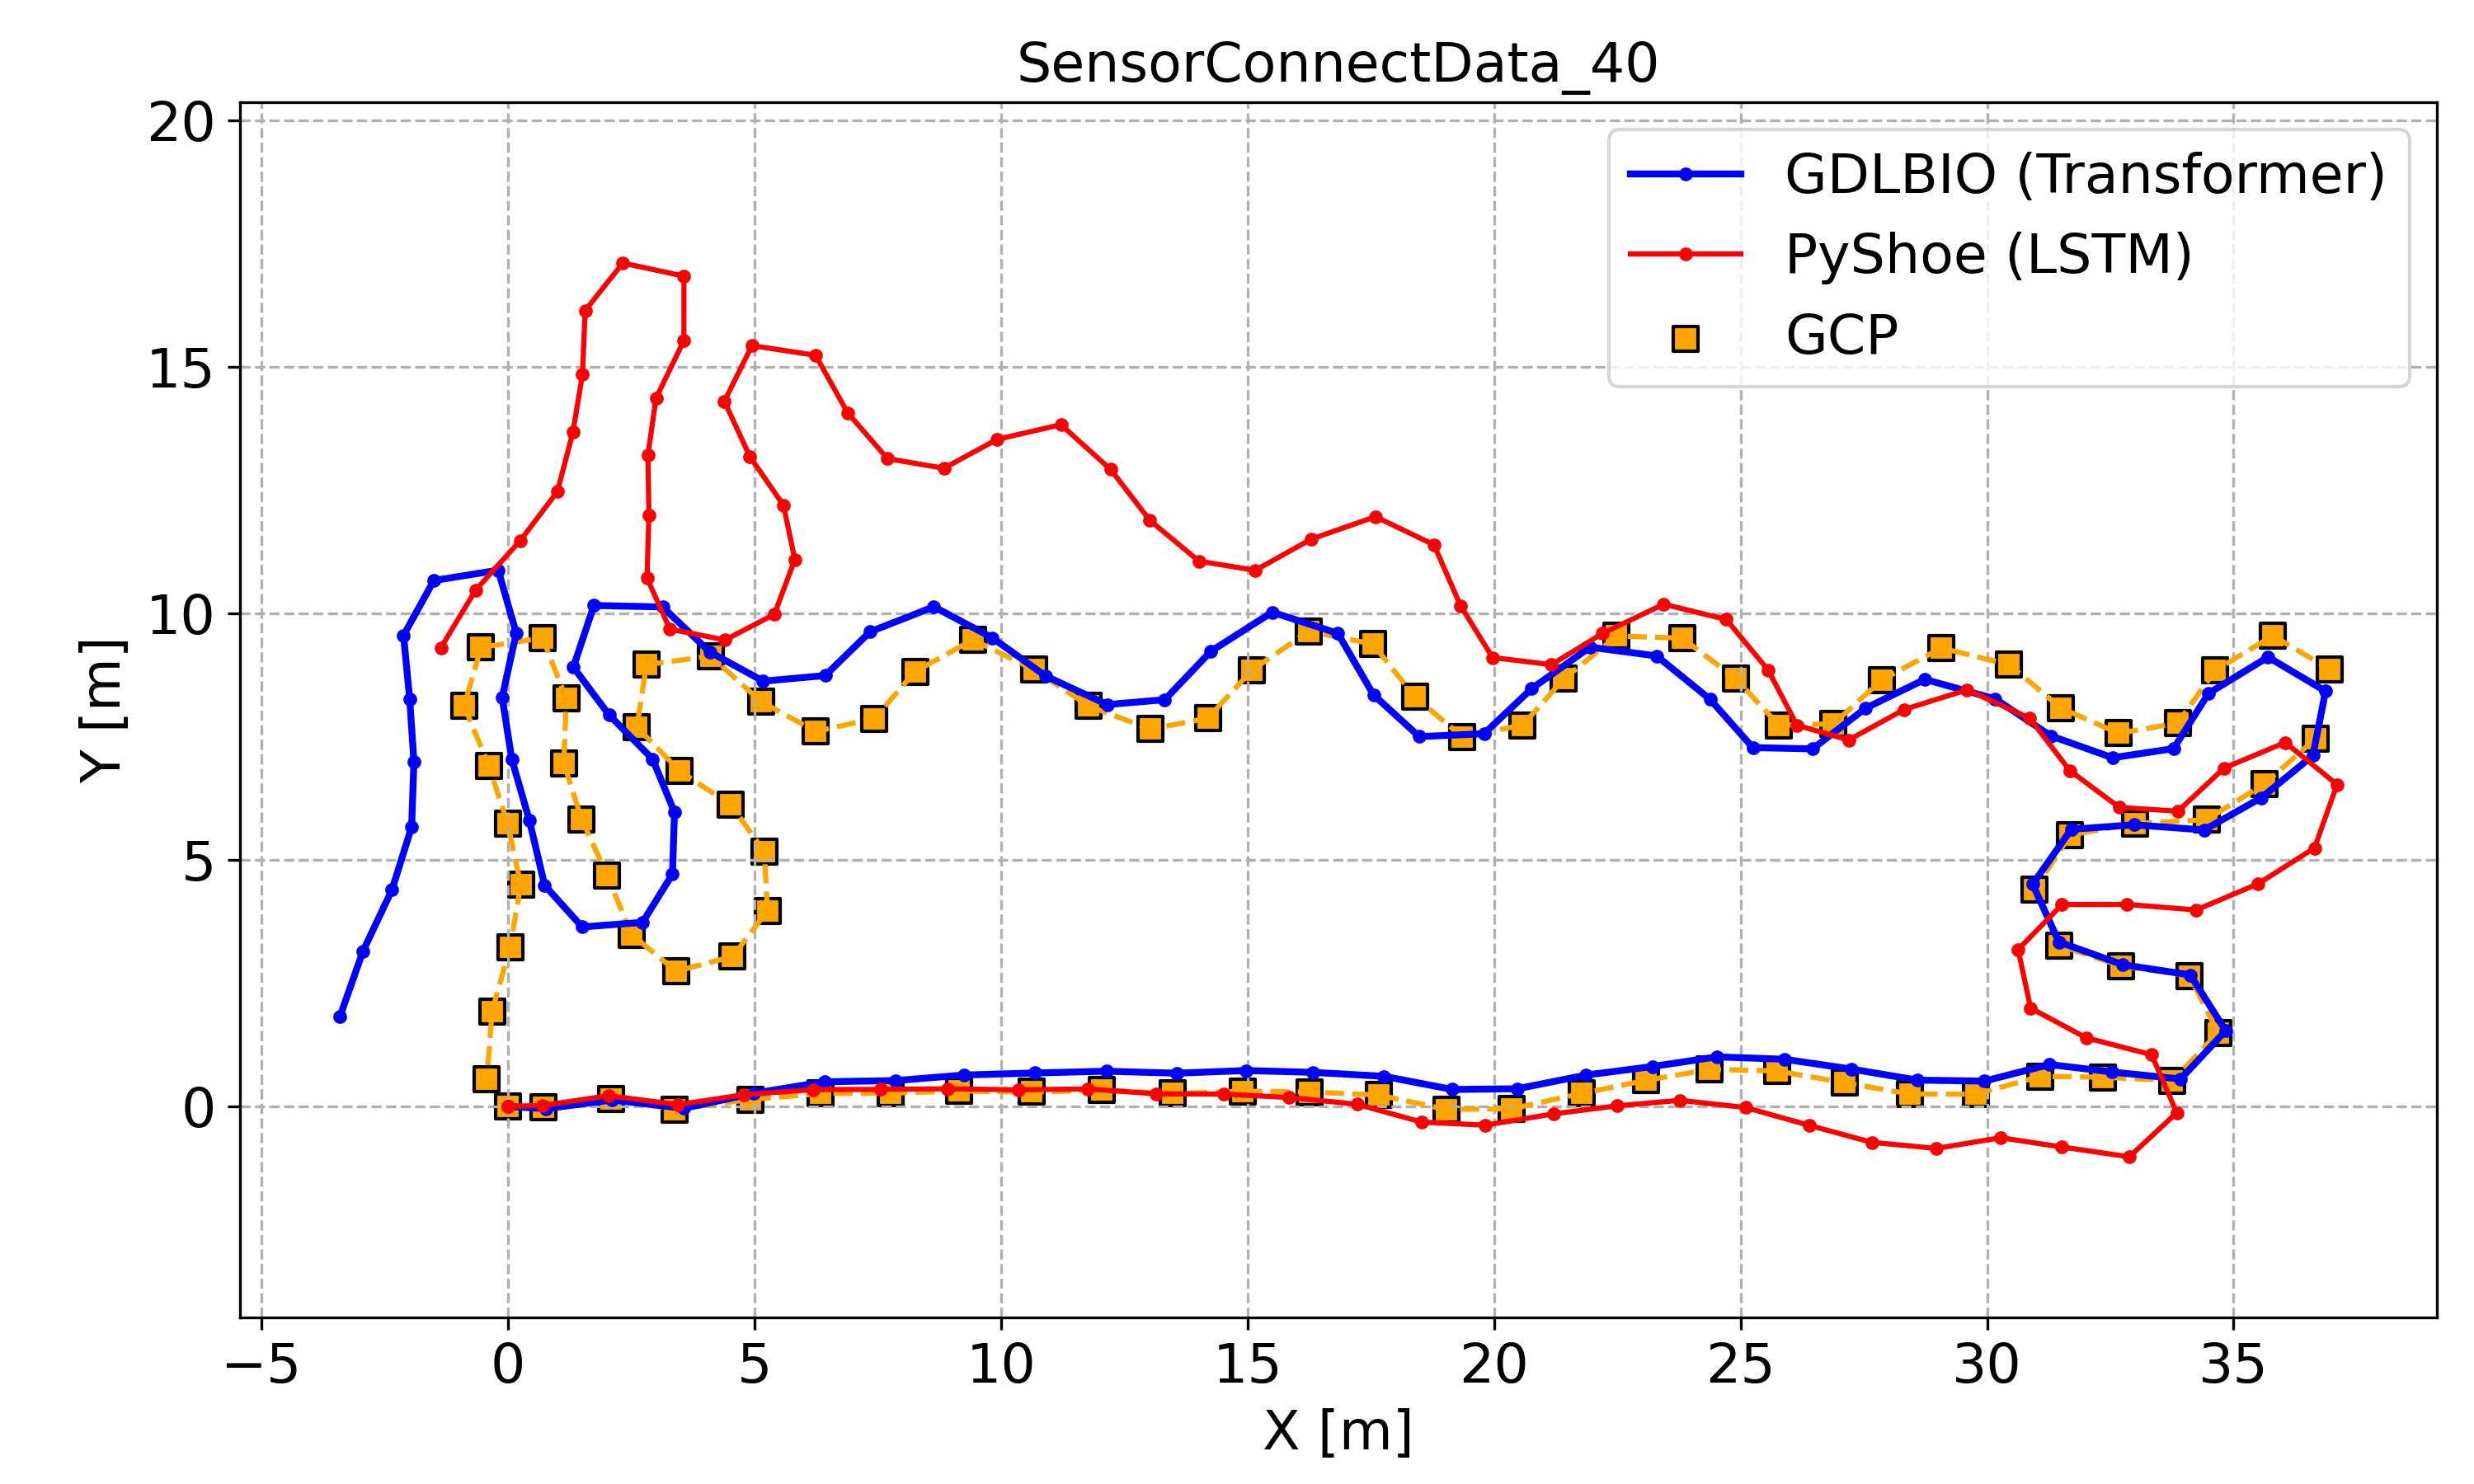 SensorConnectData_40
GDLBIO (Transformer)
PyShoe (LSTM)
GCP
20
15
10
5
0
Y [m]
−5 0 5 10 15 20 25 30 35
X [m]